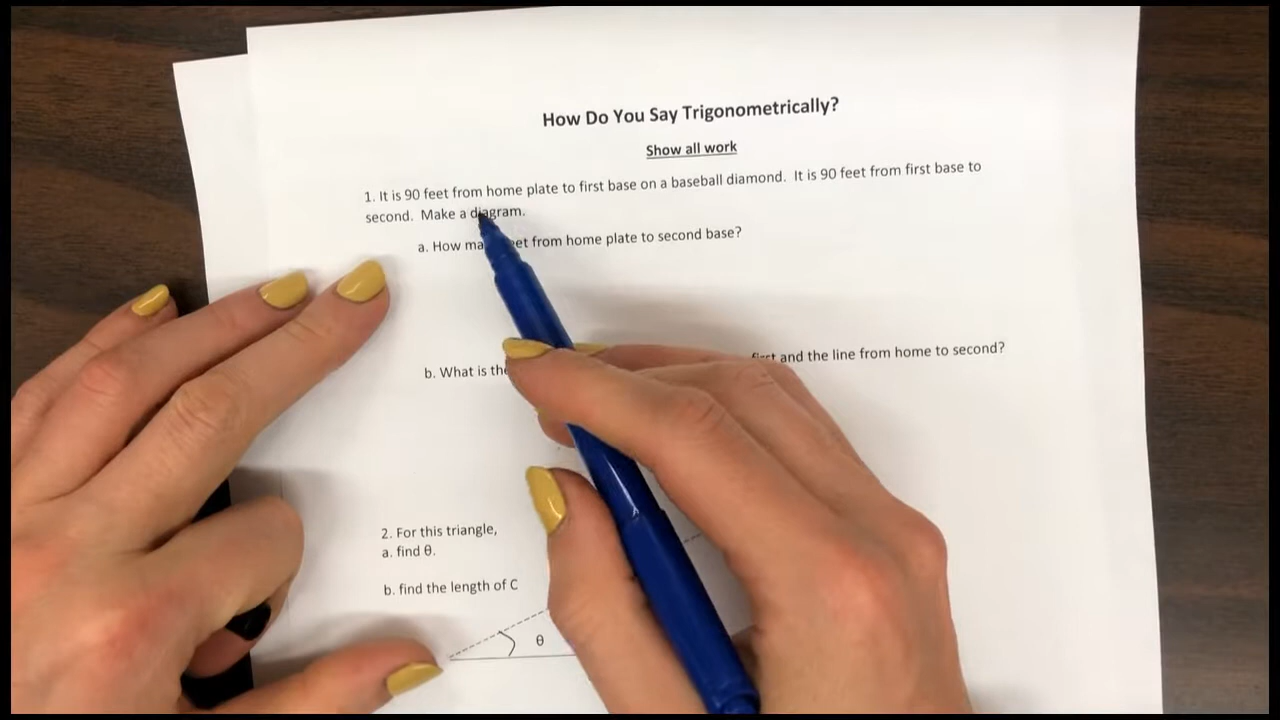 How Do You Say Trigonometrically?
Show all work
1. It is 90 feet from home plate to first base on a baseball diamond. It is 90 feet from first base to
second. Make a diagram.
a. How from home plate to second base?
b. What is the and the line from home to second?
2. For this triangle,
a. find θ.
b. find the length of C
θ